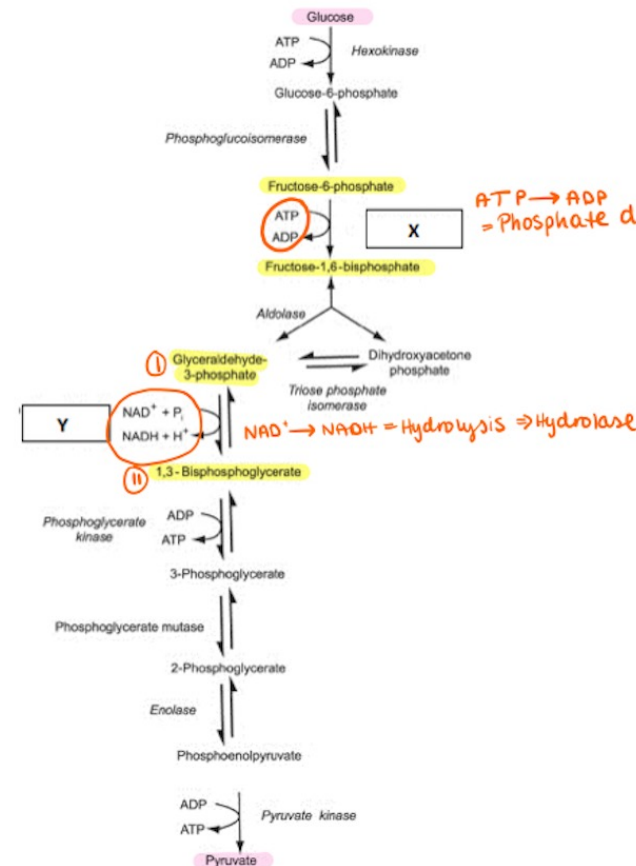 Glucose
ATP
ADP
Hexokinase
Glucose-6-phosphate
Phosphoglucoisomerase
Fructose-6-phosphate
ATP
ADP
X
ATP → ADP
= Phosphate d
Fructose-1,6-bisphosphate
Aldolase
I
Glyceraldehyde-
3-phosphate
Dihydroxyacetone
phosphate
Triose phosphate
isomerase
Y
NAD⁺ + Pᵢ
NADH + H⁺
NAD⁺ → NADH = Hydrolysis ⇒ Hydrolase
II
1,3- Bisphosphoglycerate
Phosphoglycerate
kinase
ADP
ATP
3-Phosphoglycerate
Phosphoglycerate mutase
2-Phosphoglycerate
Enolase
Phosphoenolpyruvate
ADP
ATP
Pyruvate kinase
Pyruvate